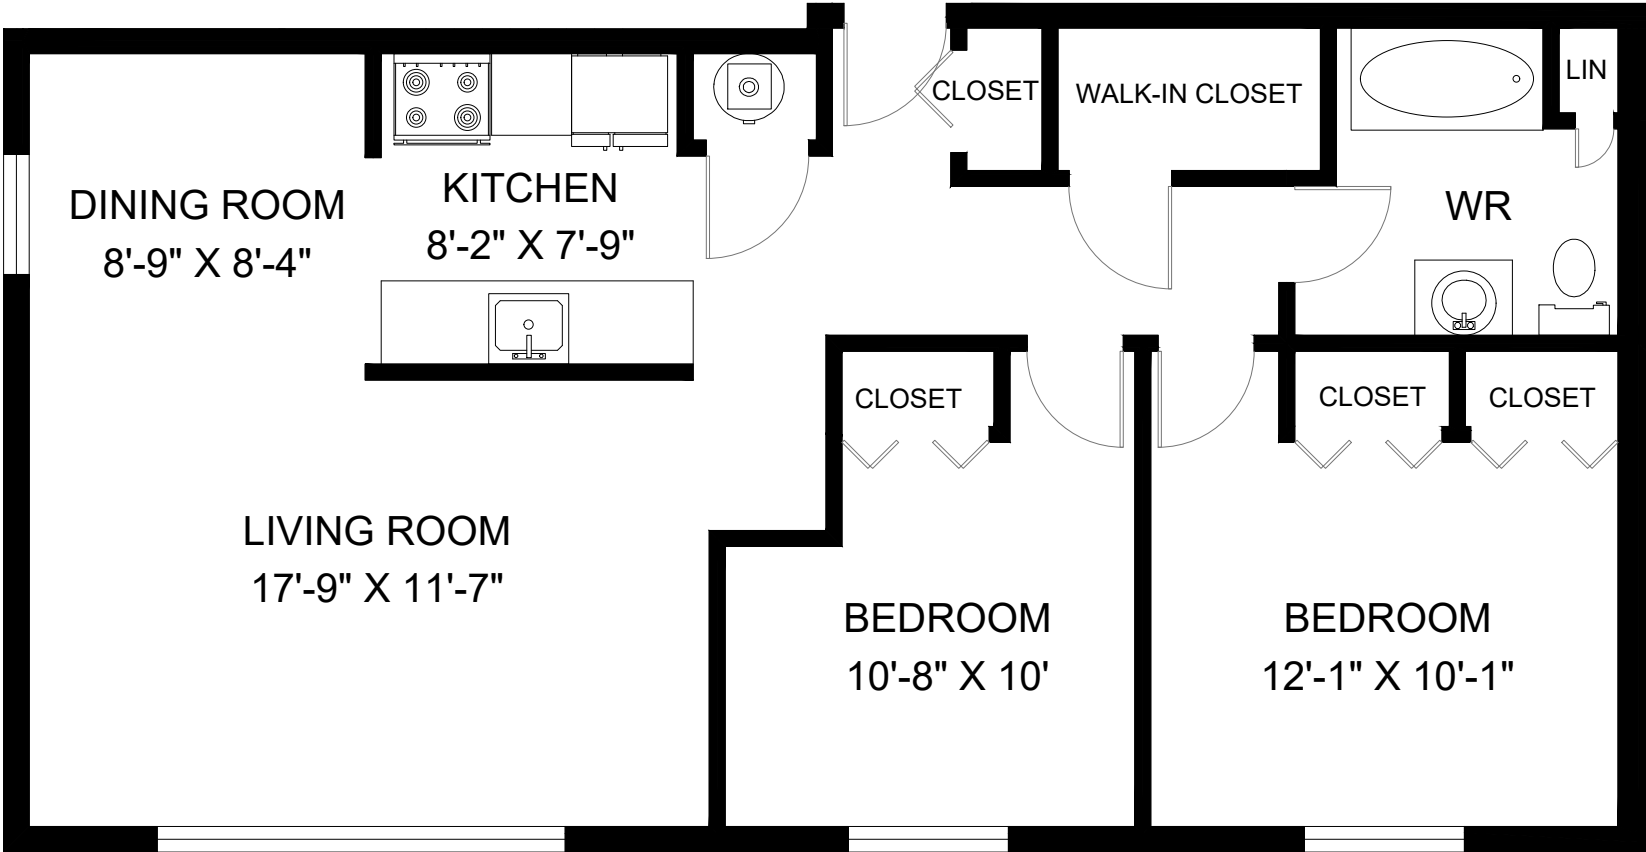 CLOSET
WALK-IN CLOSET
LIN
DINING ROOM
8'-9" X 8'-4"
KITCHEN
8'-2" X 7'-9"
WR
CLOSET
CLOSET
CLOSET
LIVING ROOM
17'-9" X 11'-7"
BEDROOM
10'-8" X 10'
BEDROOM
12'-1" X 10'-1"